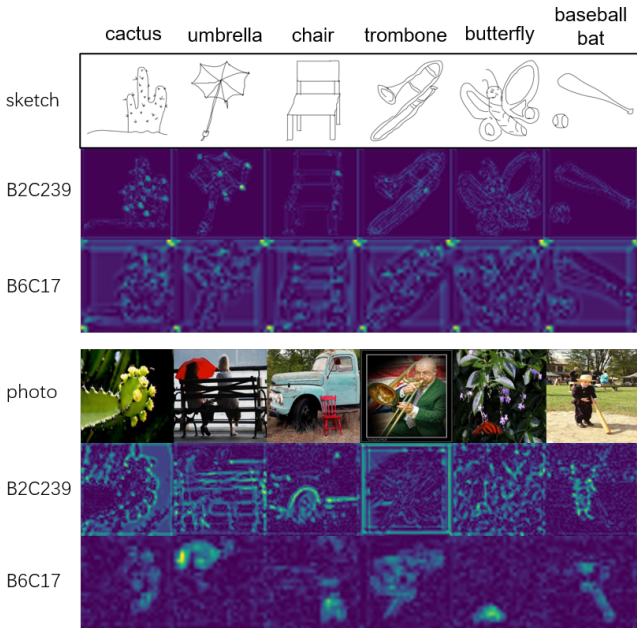 cactus umbrella chair trombone butterfly baseball bat
sketch
B2C239
B6C17
photo
B2C239
B6C17